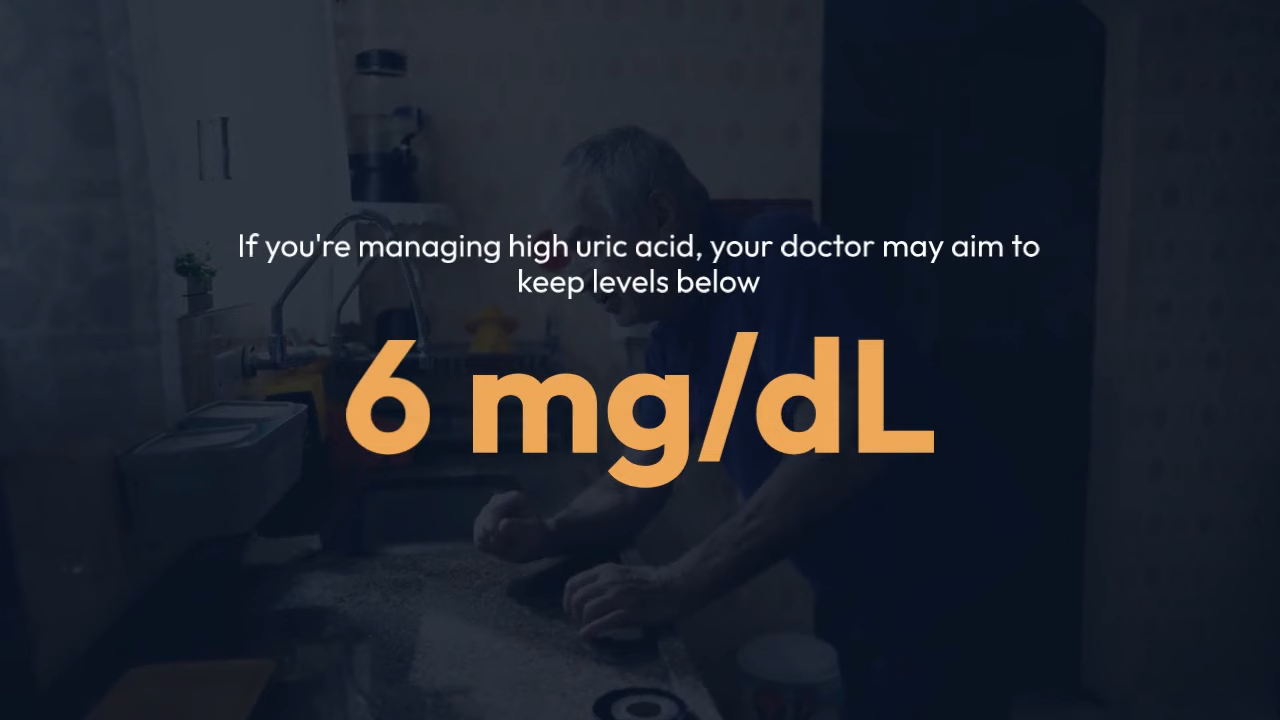 If you're managing high uric acid, your doctor may aim to
keep levels below
6 mg/dL